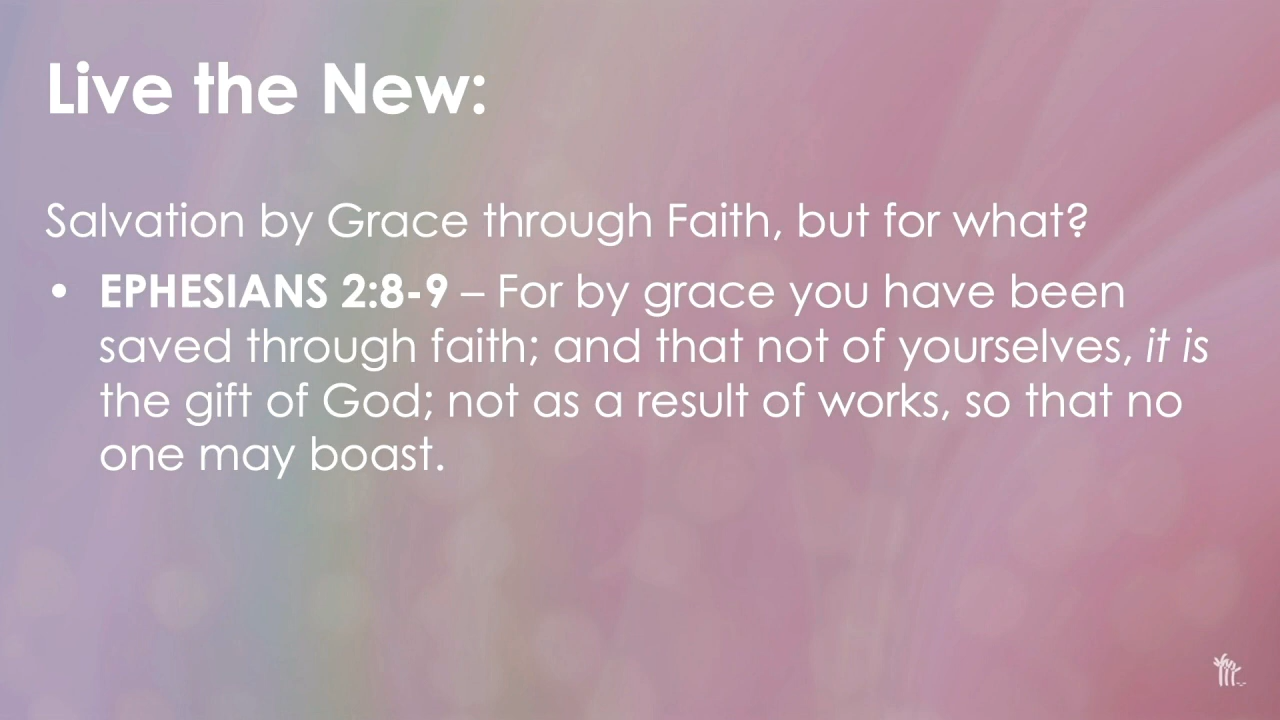 Live the New:
Salvation by Grace through Faith, but for what?
• EPHESIANS 2:8-9 – For by grace you have been
saved through faith; and that not of yourselves, it is
the gift of God; not as a result of works, so that no
one may boast.